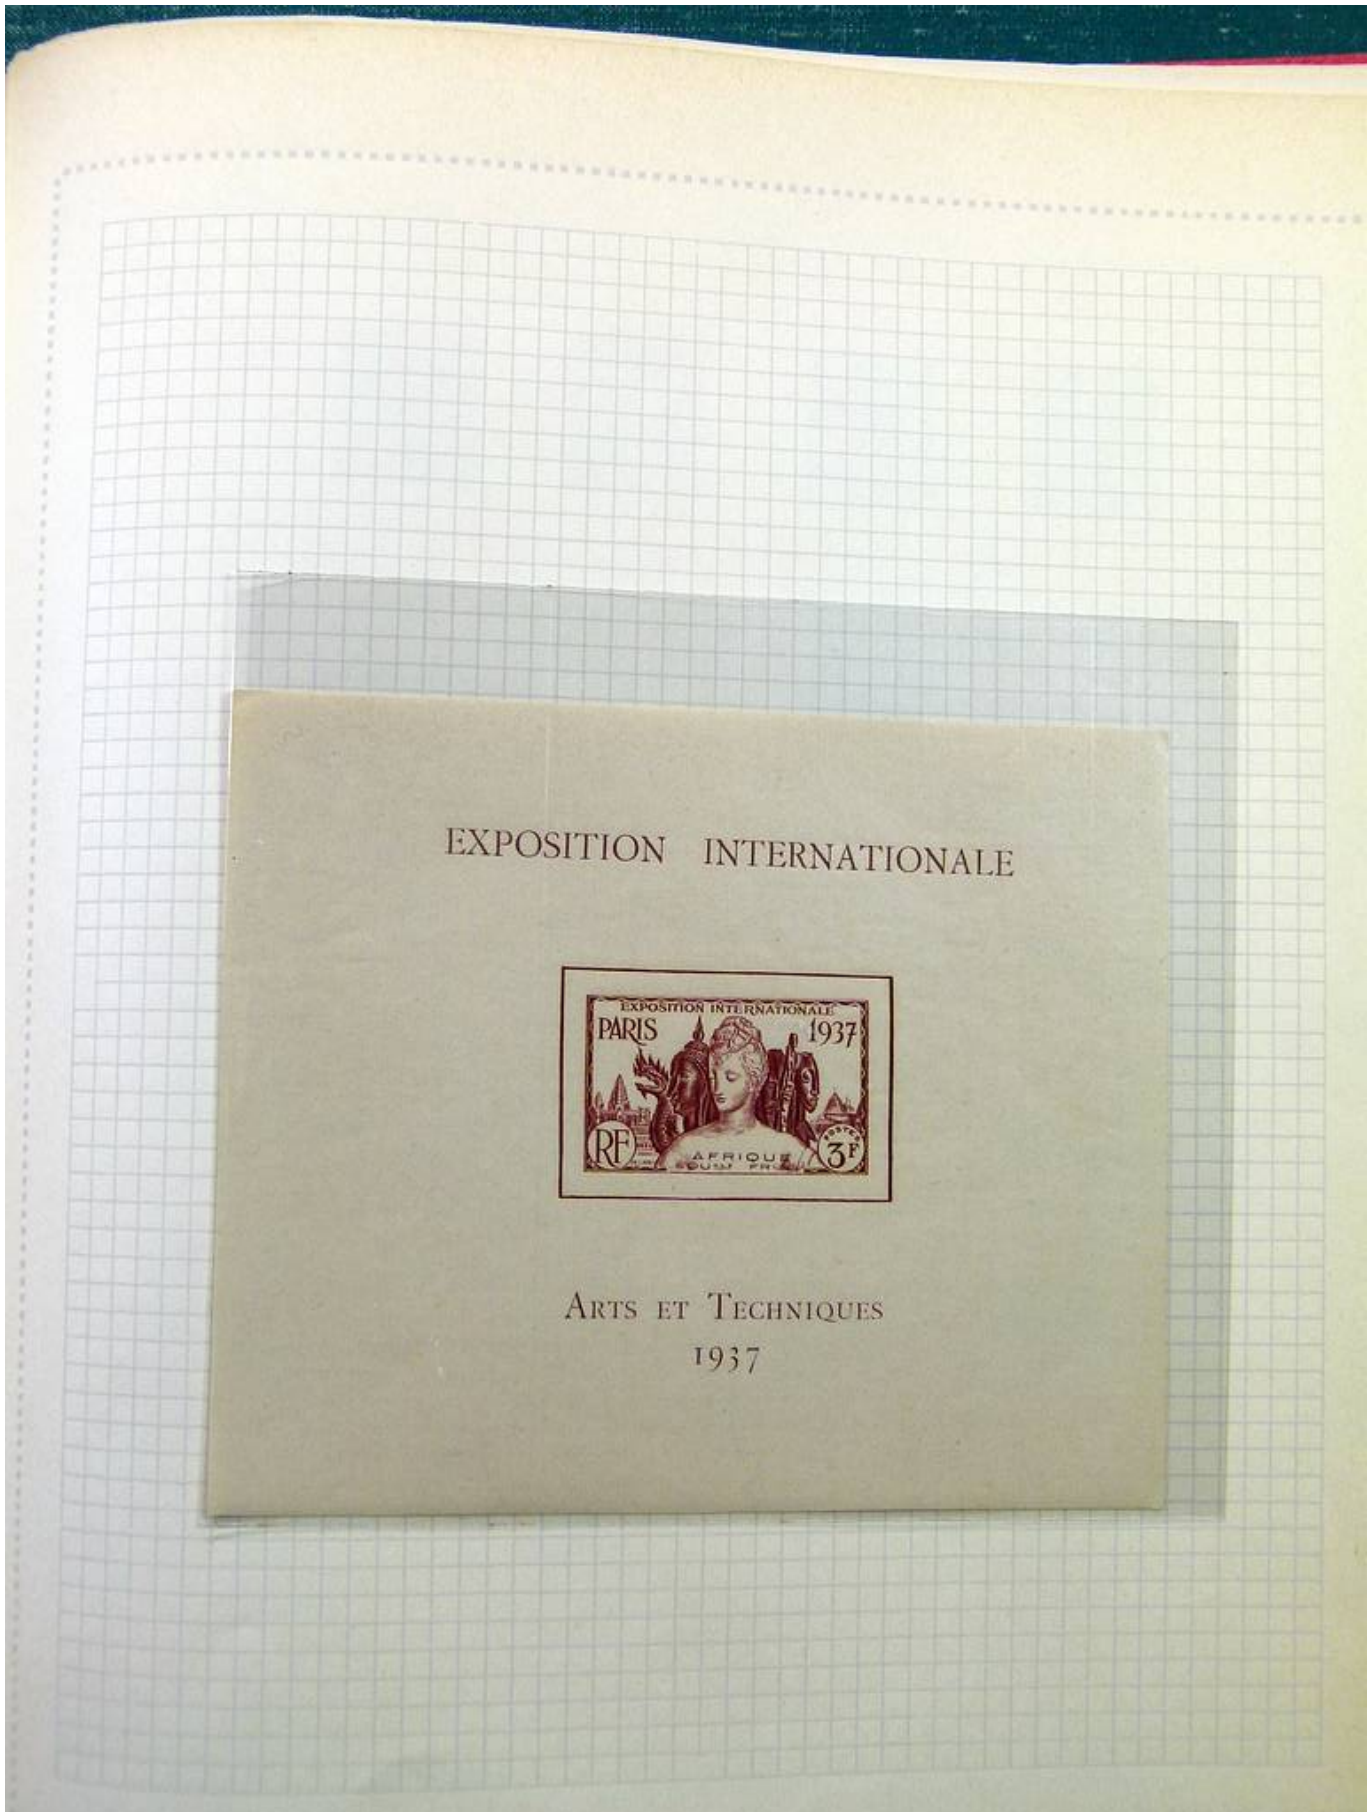 EXPOSITION INTERNATIONALE
EXPOSITION INTERNATIONALE
PARIS 1937
POSTES
RF 3F
AFRIQUE
ARTS ET TECHNIQUES
1937